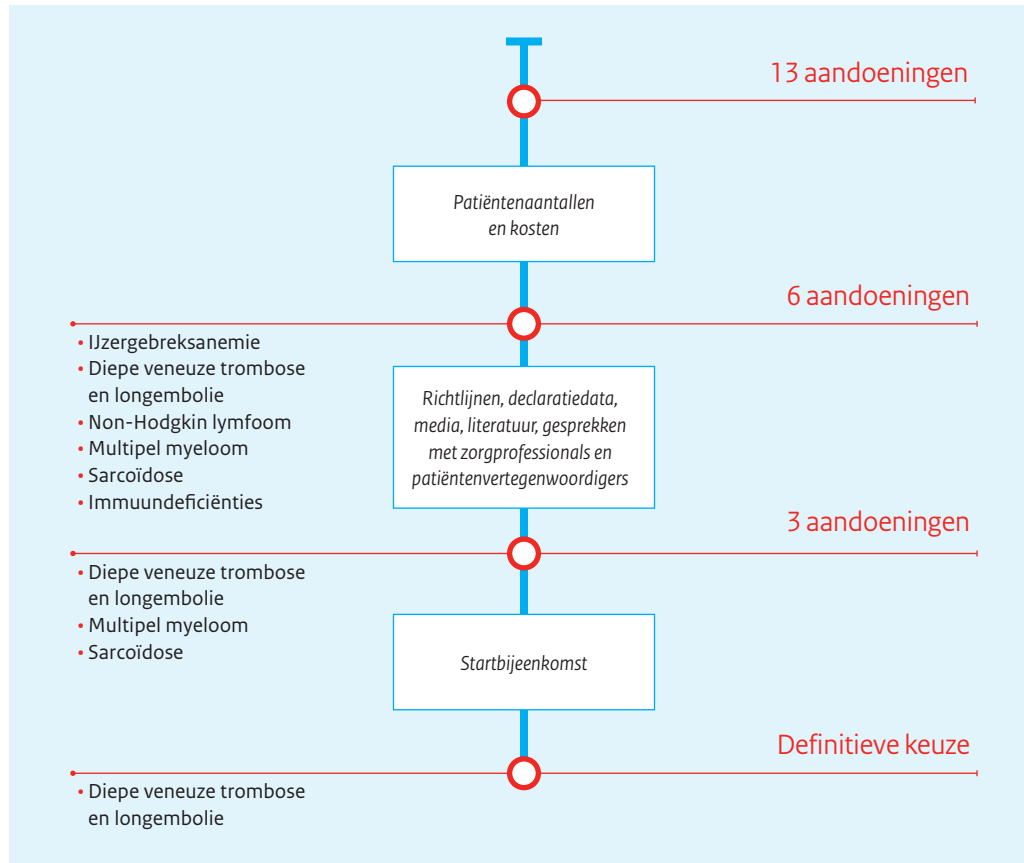 13 aandoeningen
Patiëntenaantallen
en kosten
6 aandoeningen
• IJzergebreksanemie
• Diepe veneuze trombose
en longembolie
• Non-Hodgkin lymfoom
• Multipel myeloom
• Sarcoïdose
• Immuundeficiënties
Richtlijnen, declaratiedata,
media, literatuur, gesprekken
met zorgprofessionals en
patiëntenvertegenwoordigers
3 aandoeningen
• Diepe veneuze trombose
en longembolie
• Multipel myeloom
• Sarcoïdose
Startbijeenkomst
Definitieve keuze
• Diepe veneuze trombose
en longembolie